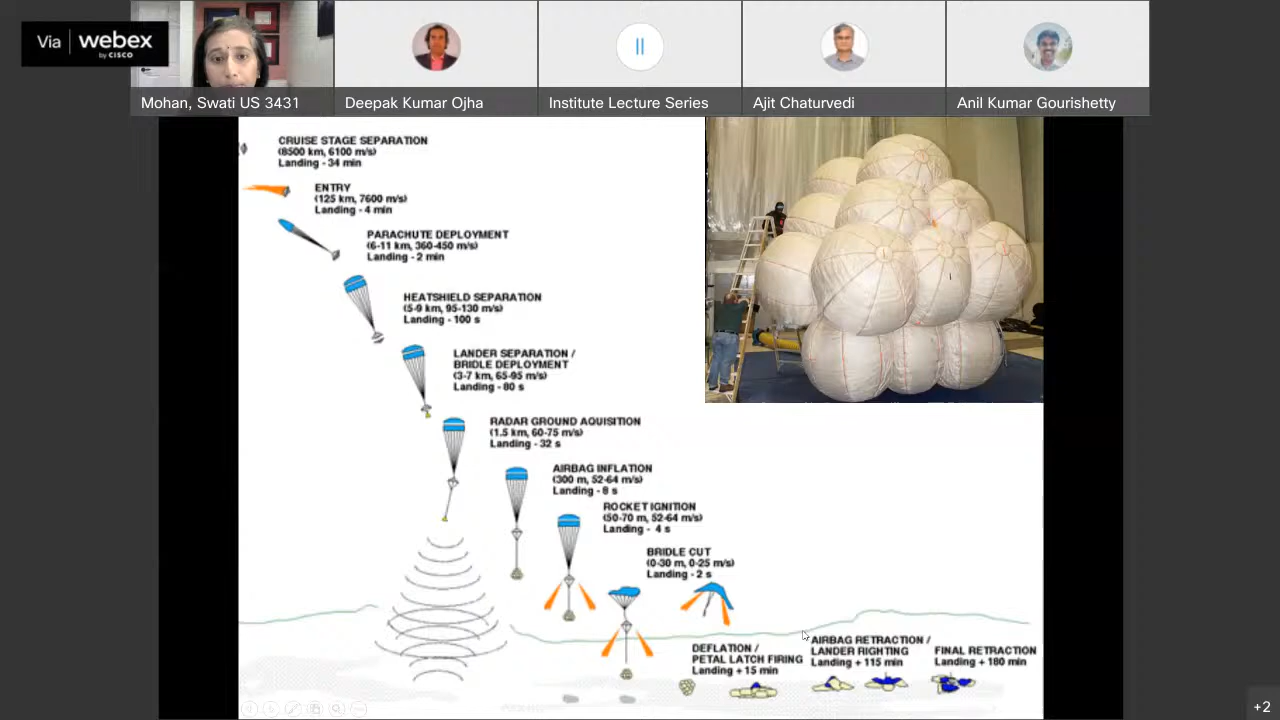 Via webex
by CISCO
Mohan, Swati US 3431
Deepak Kumar Ojha
Institute Lecture Series
Ajit Chaturvedi
Anil Kumar Gourishetty
CRUISE STAGE SEPARATION
(8500 km, 6100 m/s)
Landing - 34 min
ENTRY
(125 km, 7600 m/s)
Landing - 4 min
PARACHUTE DEPLOYMENT
(6-11 km, 360-450 m/s)
Landing - 2 min
HEATSHIELD SEPARATION
(5-9 km, 95-130 m/s)
Landing - 100 s
LANDER SEPARATION /
BRIDLE DEPLOYMENT
(3-7 km, 65-95 m/s)
Landing - 80 s
RADAR GROUND AQUISITION
(1.5 km, 60-75 m/s)
Landing - 32 s
AIRBAG INFLATION
(300 m, 52-64 m/s)
Landing - 8 s
ROCKET IGNITION
(50-70 m, 52-64 m/s)
Landing - 4 s
BRIDLE CUT
(0-30 m, 0-25 m/s)
Landing - 2 s
DEFLATION /
PETAL LATCH FIRING
Landing + 15 min
AIRBAG RETRACTION /
LANDER RIGHTING
Landing + 115 min
FINAL RETRACTION
Landing + 180 min
+2